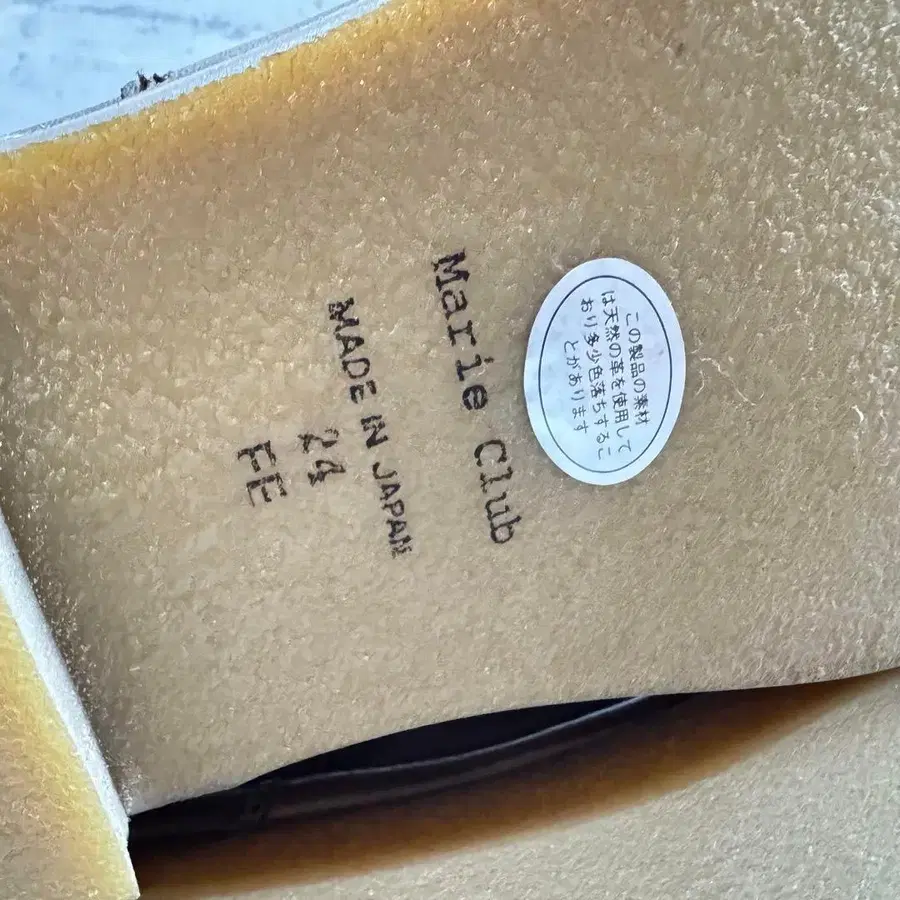 Marie Club
MADE IN JAPAN
24
FE
この製品の素材
は天然の革を使用して
おり多少色落ちするこ
とがあります